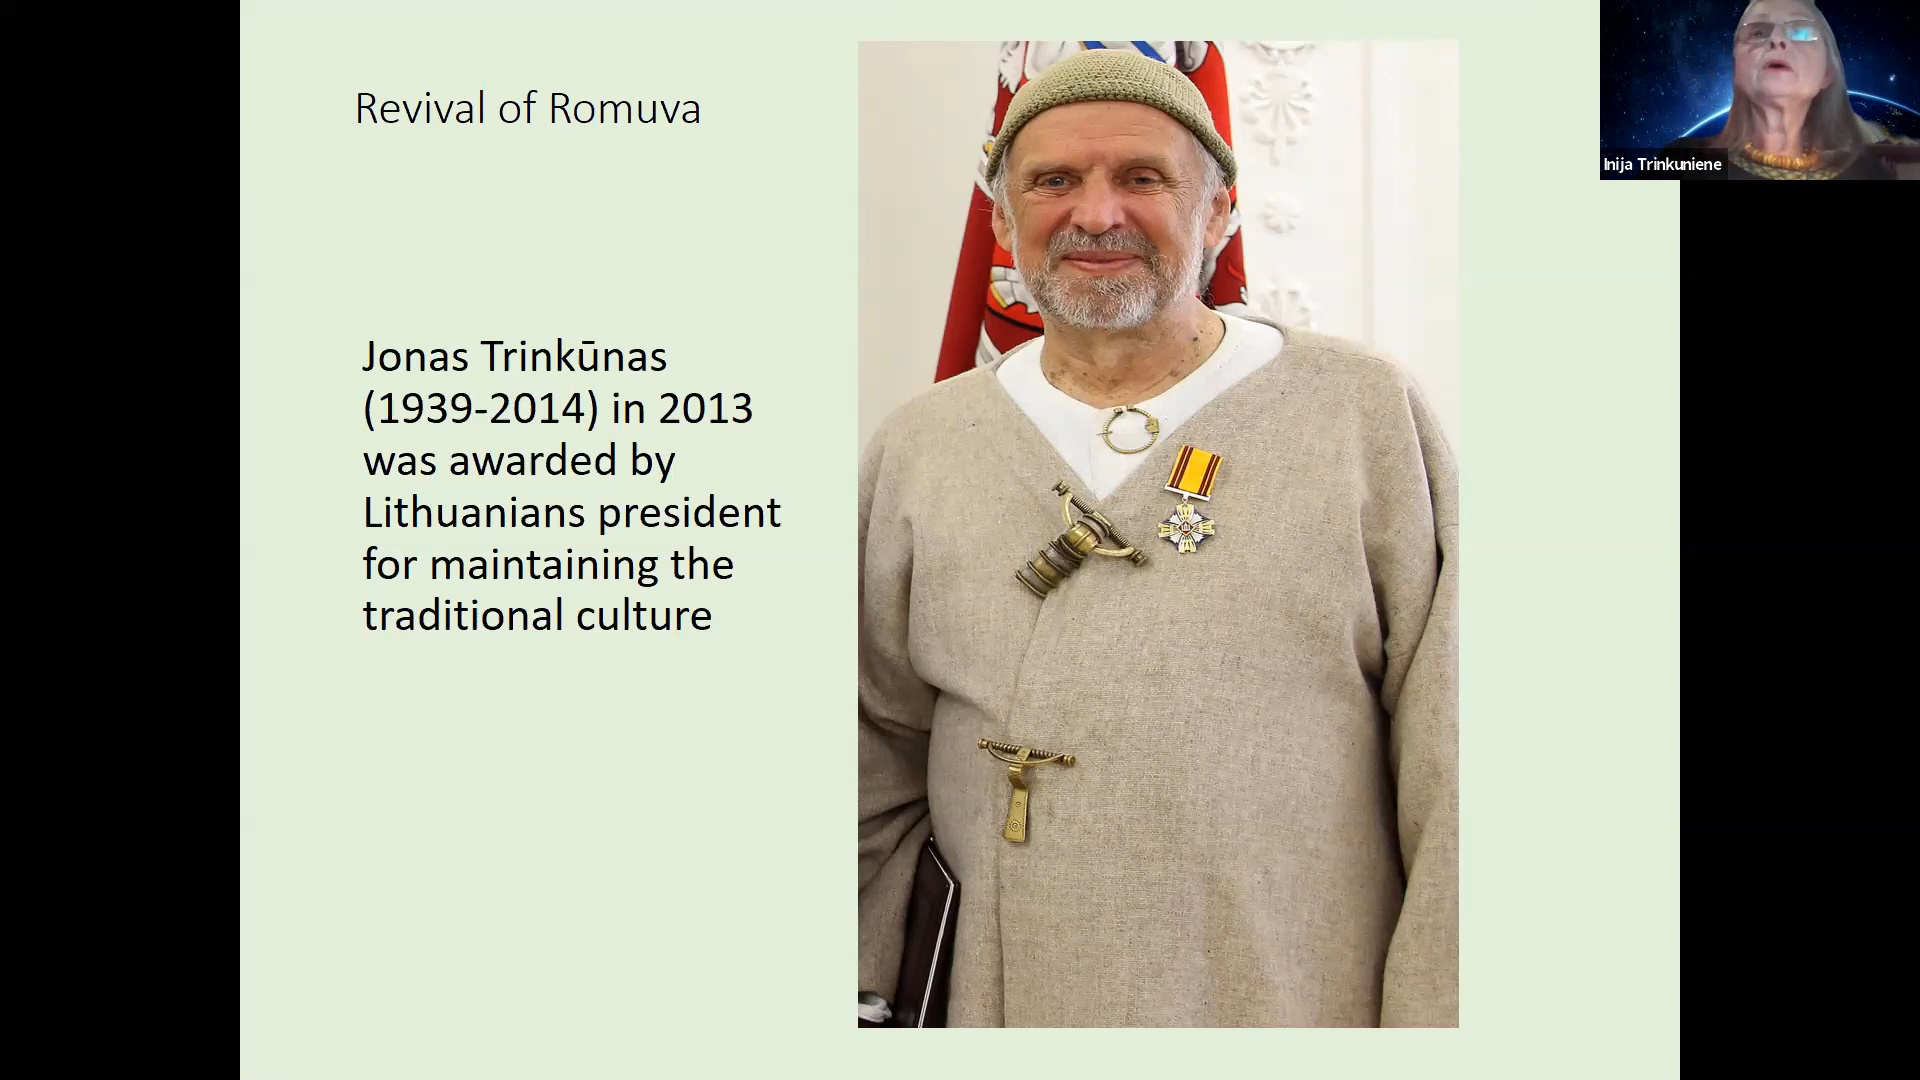 Revival of Romuva
Inija Trinkuniene
Jonas Trinkūnas
(1939-2014) in 2013
was awarded by
Lithuanians president
for maintaining the
traditional culture